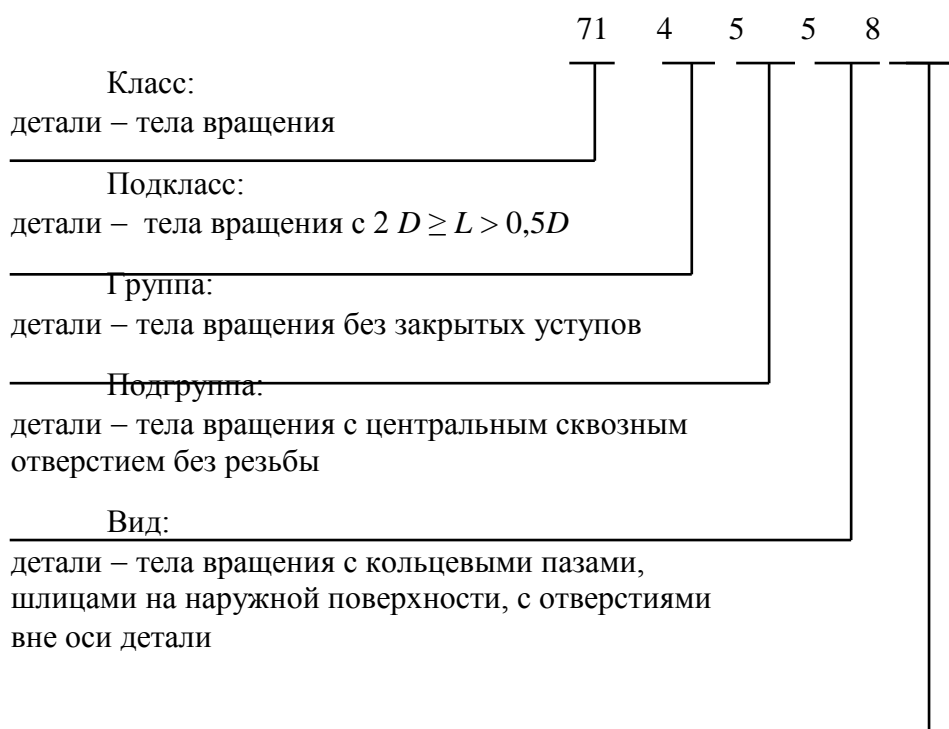 71 4 5 5 8
Класс:
детали – тела вращения
Подкласс:
детали – тела вращения с 2 D ≥ L > 0,5D
Группа:
детали – тела вращения без закрытых уступов
Подгруппа:
детали – тела вращения с центральным сквозным
отверстием без резьбы
Вид:
детали – тела вращения с кольцевыми пазами,
шлицами на наружной поверхности, с отверстиями
вне оси детали